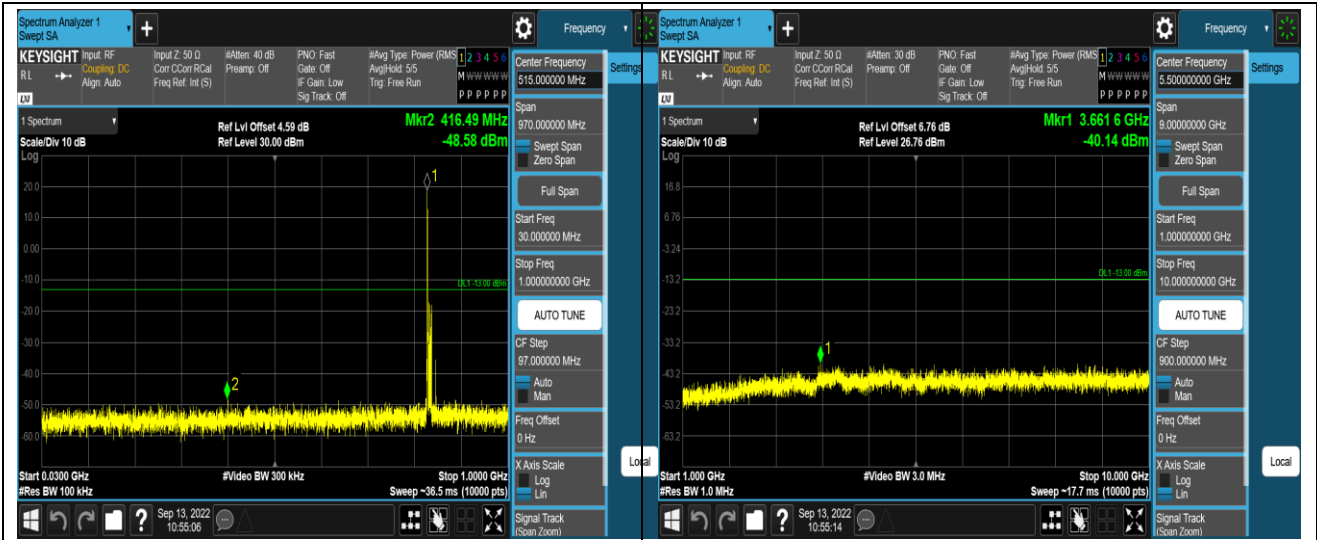 Spectrum Analyzer 1
Swept SA
Frequency
KEYSIGHT
Input: RF
Coupling: DC
Align: Auto
Input Z: 50 Ω
Corr CCorr RCal
Freq Ref: Int (S)
#Atten: 40 dB
Preamp: Off
PNO: Fast
Gate: Off
IF Gain: Low
Sig Track: Off
#Avg Type: Power (RMS
Avg|Hold: 5/5
Trig: Free Run
1 2 3 4 5 6
M W W W W W
P P P P P P
RL
LXI
1 Spectrum
Scale/Div 10 dB
Log
Ref Lvl Offset 4.59 dB
Ref Level 30.00 dBm
Mkr2 416.49 MHz
-48.58 dBm
20.0
10.0
0.00
-10.0
-20.0
-30.0
-40.0
-50.0
-60.0
1
2
DL1 -13.00 dBm
Start 0.0300 GHz
#Res BW 100 kHz
#Video BW 300 kHz
Stop 1.0000 GHz
Sweep ~36.5 ms (10000 pts)
Sep 13, 2022
10:55:06
Center Frequency
515.000000 MHz
Settings
Span
970.000000 MHz
Swept Span
Zero Span
Full Span
Start Freq
30.000000 MHz
Stop Freq
1.000000000 GHz
AUTO TUNE
CF Step
97.000000 MHz
Auto
Man
Freq Offset
0 Hz
X Axis Scale
Log
Lin
Local
Signal Track
(Span Zoom)
Spectrum Analyzer 1
Swept SA
Frequency
KEYSIGHT
Input: RF
Coupling: DC
Align: Auto
Input Z: 50 Ω
Corr CCorr RCal
Freq Ref: Int (S)
#Atten: 30 dB
Preamp: Off
PNO: Fast
Gate: Off
IF Gain: Low
Sig Track: Off
#Avg Type: Power (RMS
Avg|Hold: 5/5
Trig: Free Run
1 2 3 4 5 6
M W W W W W
P P P P P P
RL
LXI
1 Spectrum
Scale/Div 10 dB
Log
Ref Lvl Offset 6.76 dB
Ref Level 26.76 dBm
Mkr1 3.661 6 GHz
-40.14 dBm
16.8
6.76
-3.24
-13.2
-23.2
-33.2
-43.2
-53.2
-63.2
1
DL1 -13.00 dBm
Start 1.000 GHz
#Res BW 1.0 MHz
#Video BW 3.0 MHz
Stop 10.000 GHz
Sweep ~17.7 ms (10000 pts)
Sep 13, 2022
10:55:14
Center Frequency
5.500000000 GHz
Settings
Span
9.00000000 GHz
Swept Span
Zero Span
Full Span
Start Freq
1.000000000 GHz
Stop Freq
10.000000000 GHz
AUTO TUNE
CF Step
900.000000 MHz
Auto
Man
Freq Offset
0 Hz
X Axis Scale
Log
Lin
Local
Signal Track
(Span Zoom)